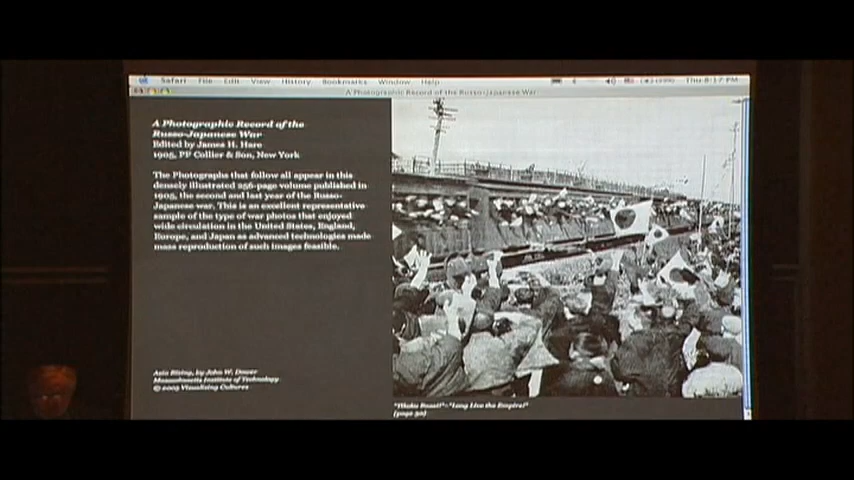 Safari File Edit View History Bookmarks Window Help
Thu 8:17 PM
A Photographic Record of the Russo-Japanese War
A Photographic Record of the
Russo-Japanese War
Edited by James H. Hare
1905, PF Collier & Son, New York
The Photographs that follow all appear in this
densely illustrated 256-page volume published in
1905, the second and last year of the Russo-
Japanese war. This is an excellent representative
sample of the type of war photos that enjoyed
wide circulation in the United States, England,
Europe, and Japan as advanced technologies made
mass reproduction of such images feasible.
Asia Rising, by John W. Dower
Massachusetts Institute of Technology
Visualizing Cultures
"Long Live the Empire!"